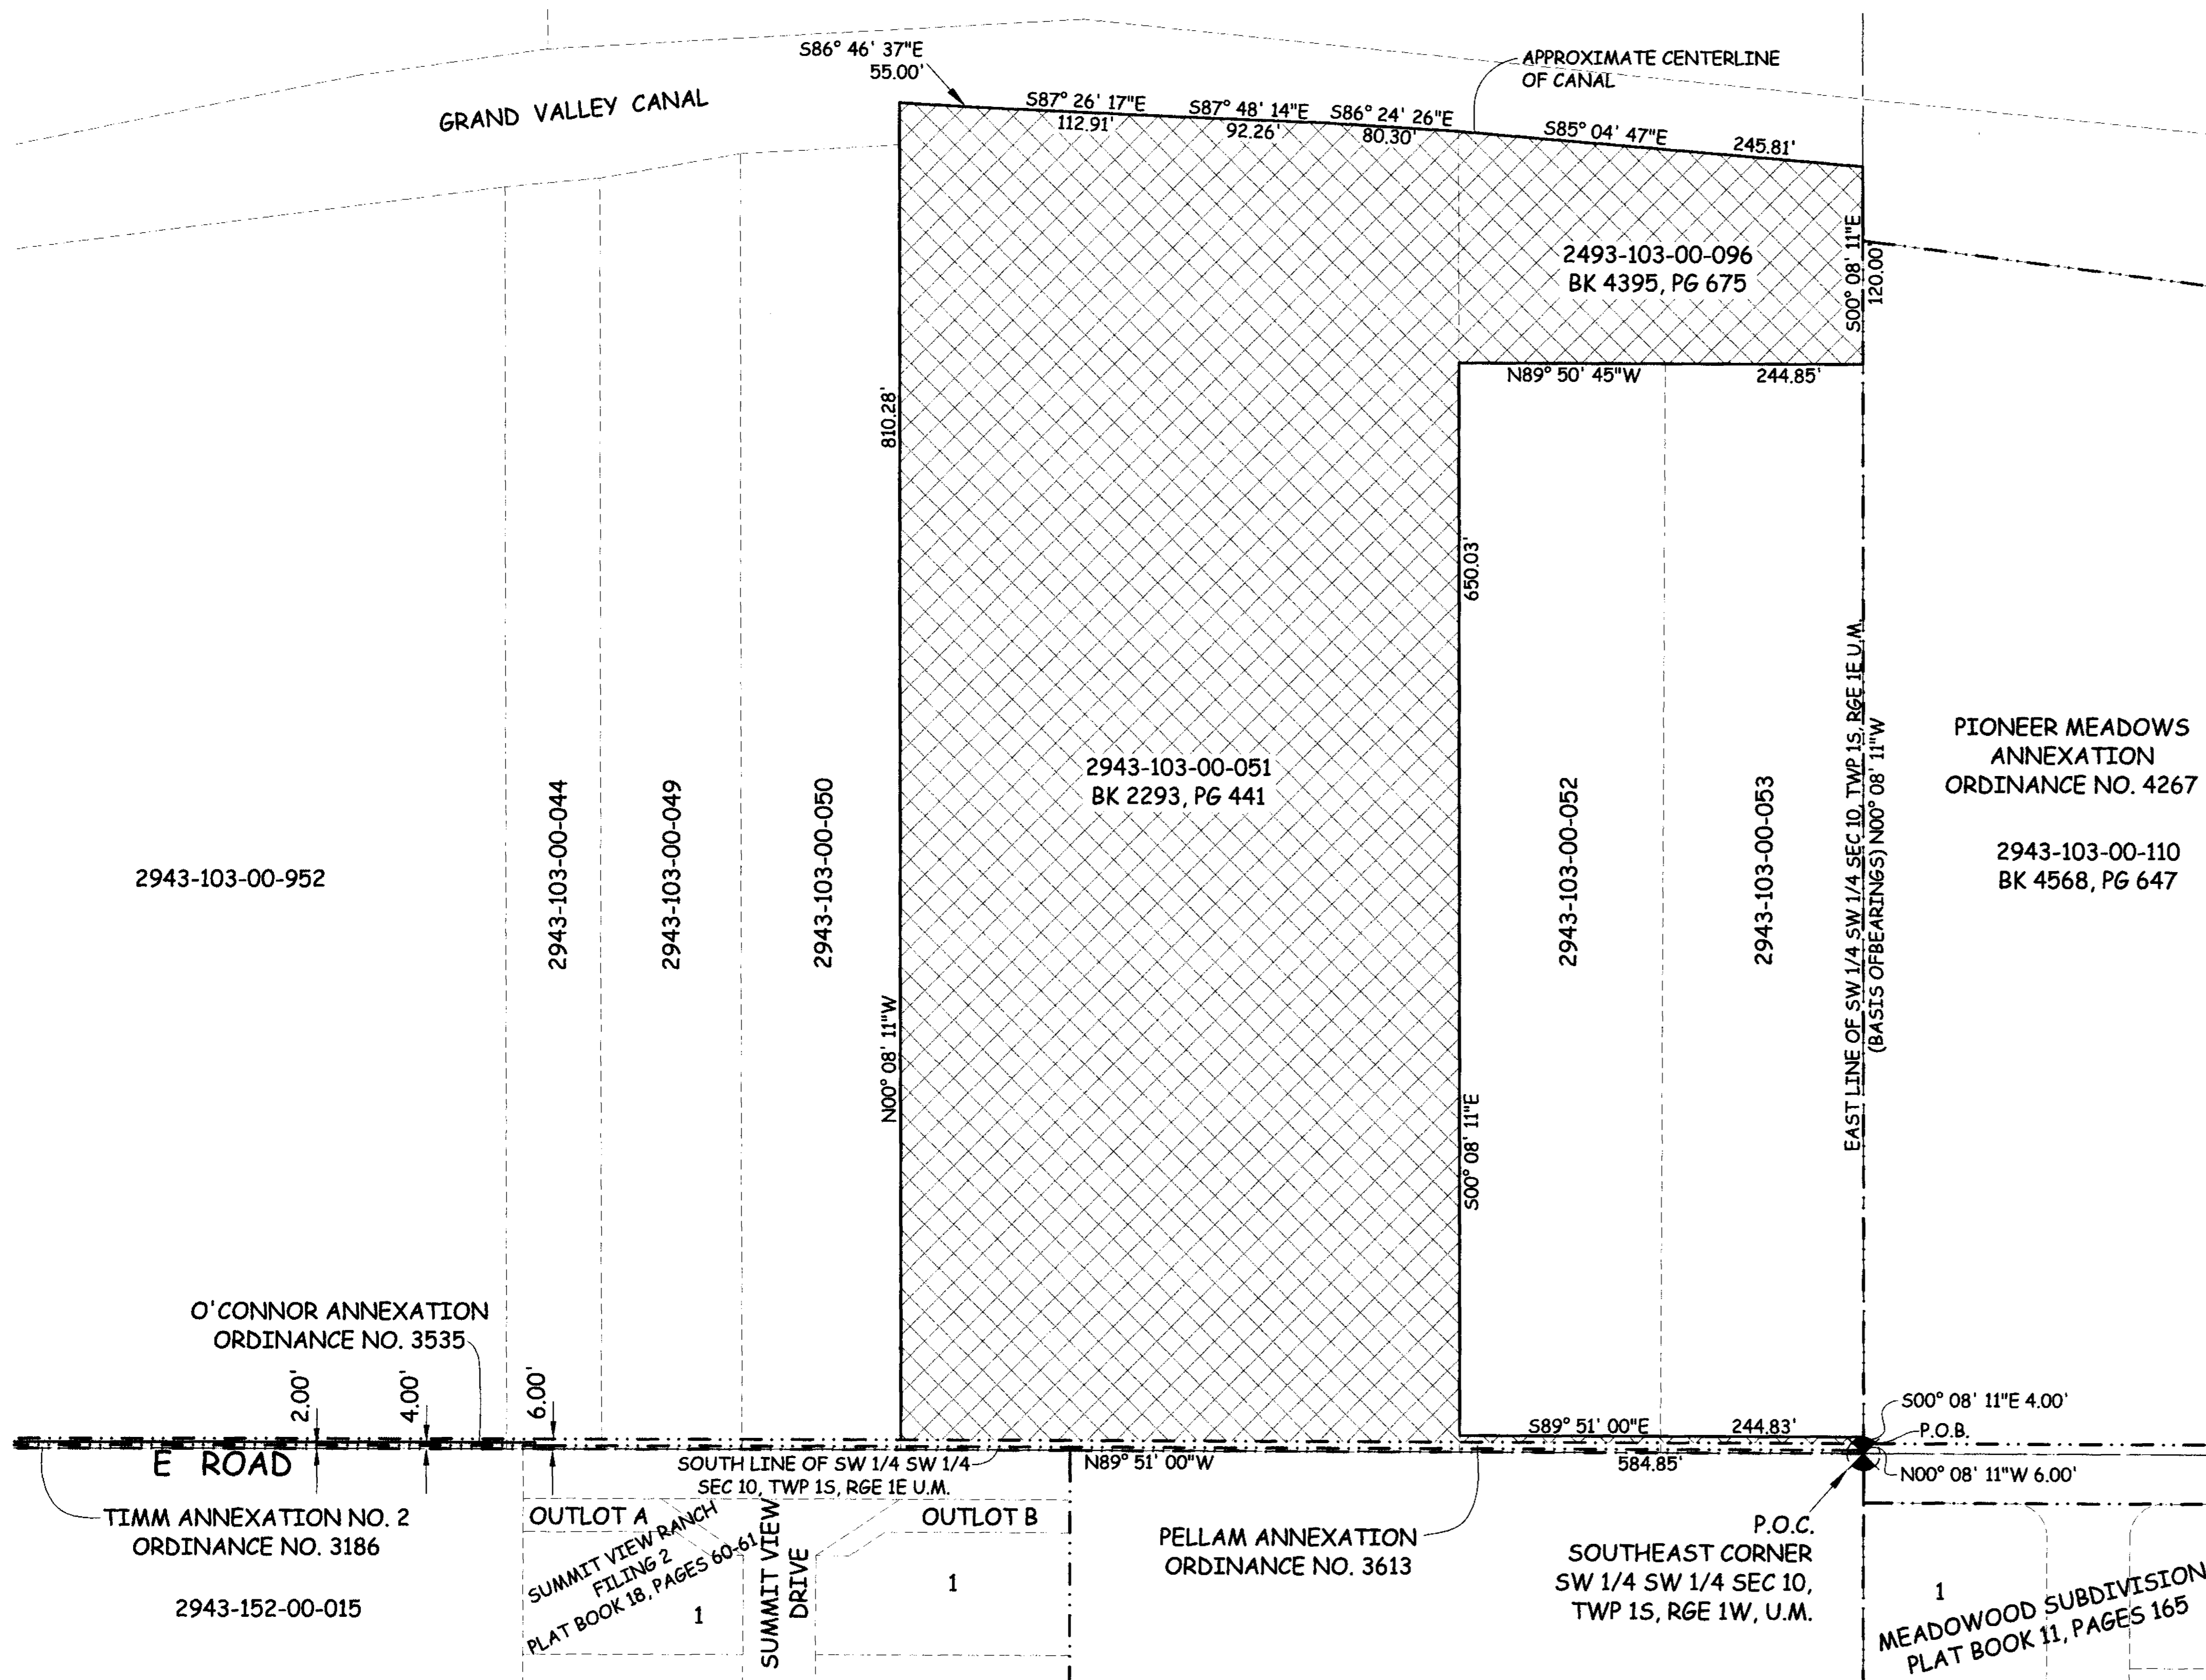 S86° 46' 37"E
55.00'
APPROXIMATE CENTERLINE
OF CANAL
GRAND VALLEY CANAL
S87° 26' 17"E
112.91'
S87° 48' 14"E
92.26'
S86° 24' 26"E
80.30'
S85° 04' 47"E
245.81'
S00° 08' 11"E
120.00'
2493-103-00-096
BK 4395, PG 675
N89° 50' 45"W
244.85'
810.28'
N00° 08' 11"W
650.03'
S00° 08' 11"E
2943-103-00-952
2943-103-00-044
2943-103-00-049
2943-103-00-050
2943-103-00-051
BK 2293, PG 441
2943-103-00-052
2943-103-00-053
EAST LINE OF SW 1/4 SW 1/4 SEC 10, TWP 1S, RGE 1E U.M.
(BASIS OFBEARINGS) N00° 08' 11"W
PIONEER MEADOWS
ANNEXATION
ORDINANCE NO. 4267
2943-103-00-110
BK 4568, PG 647
O'CONNOR ANNEXATION
ORDINANCE NO. 3535
2.00'
4.00'
6.00'
S89° 51' 00"E
244.83'
S00° 08' 11"E 4.00'
P.O.B.
N00° 08' 11"W 6.00'
E ROAD
SOUTH LINE OF SW 1/4 SW 1/4
SEC 10, TWP 1S, RGE 1E U.M.
N89° 51' 00"W
584.85'
TIMM ANNEXATION NO. 2
ORDINANCE NO. 3186
2943-152-00-015
OUTLOT A
OUTLOT B
SUMMIT VIEW RANCH
FILING 2
PLAT BOOK 18, PAGES 60-61
1
SUMMIT VIEW
DRIVE
1
PELLAM ANNEXATION
ORDINANCE NO. 3613
P.O.C.
SOUTHEAST CORNER
SW 1/4 SW 1/4 SEC 10,
TWP 1S, RGE 1W, U.M.
1
MEADOWOOD SUBDIVISION
PLAT BOOK 11, PAGES 165